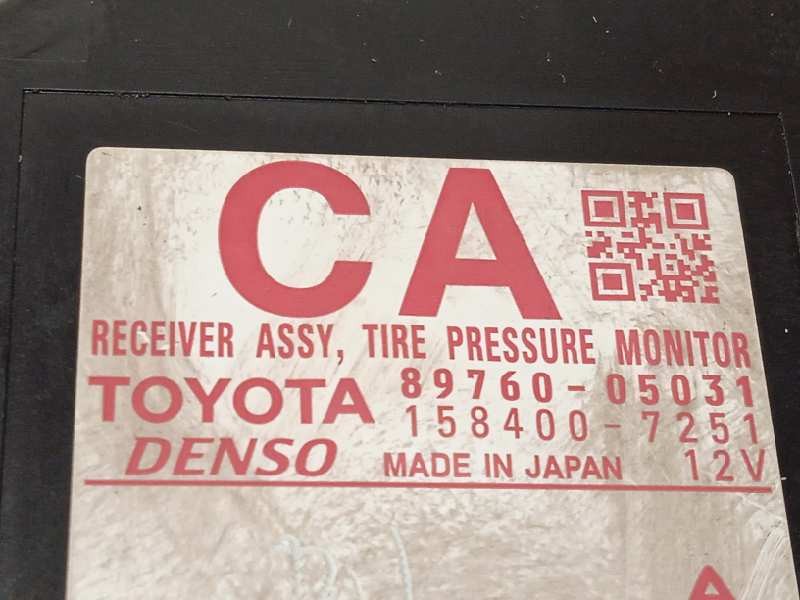 CA
RECEIVER ASSY, TIRE PRESSURE MONITOR
TOYOTA 89760-05031
158400-7251
DENSO MADE IN JAPAN 12V
A